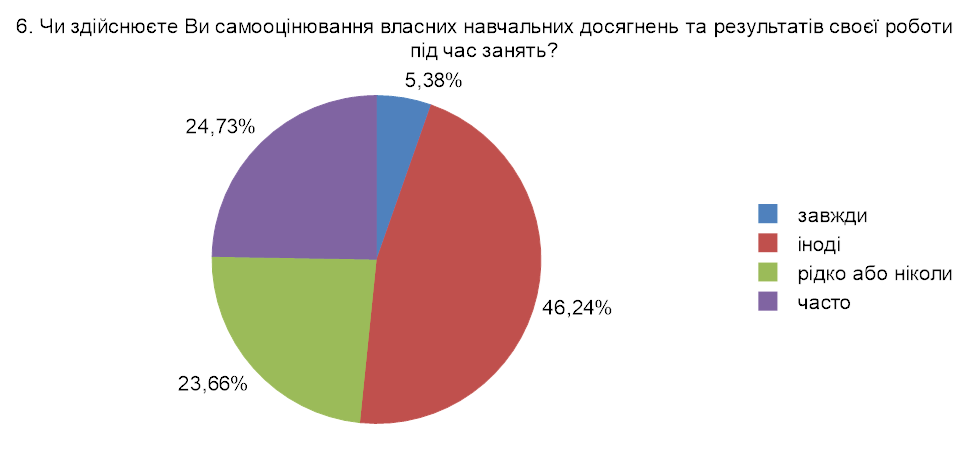 6. Чи здійснюєте Ви самооцінювання власних навчальних досягнень та результатів своєї роботи
під час занять?
5,38%
24,73%
46,24%
23,66%
завжди
іноді
рідко або ніколи
часто